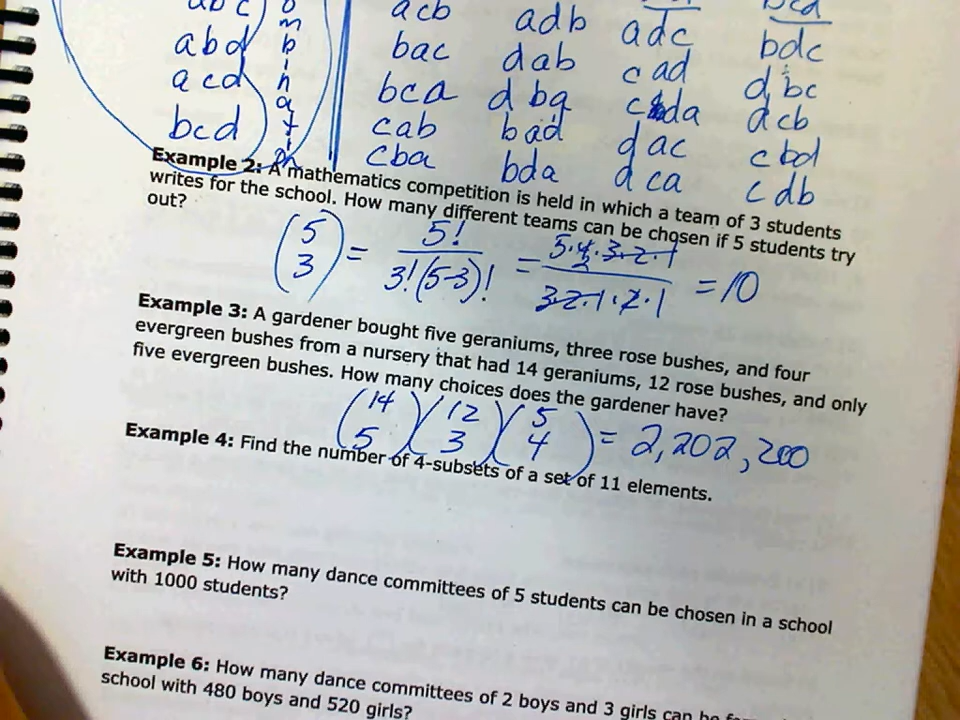 abc acb bcd
abd bac adb adc bdc
acd bca dab cad dbc
bcd cab dba cbda acb
cba bad dac cbd
bda dca cdb
Example 2: A mathematics competition is held in which a team of 3 students
writes for the school. How many different teams can be chosen if 5 students try
out?
(5 3) = 5! / 3!(5-3)! = 5·4·3·2·1 / 3·2·1·2·1 = 10
Example 3: A gardener bought five geraniums, three rose bushes, and four
evergreen bushes from a nursery that had 14 geraniums, 12 rose bushes, and only
five evergreen bushes. How many choices does the gardener have?
(14 5)(12 3)(5 4) = 2,202,200
Example 4: Find the number of 4-subsets of a set of 11 elements.
Example 5: How many dance committees of 5 students can be chosen in a school
with 1000 students?
Example 6: How many dance committees of 2 boys and 3 girls can be
school with 480 boys and 520 girls?